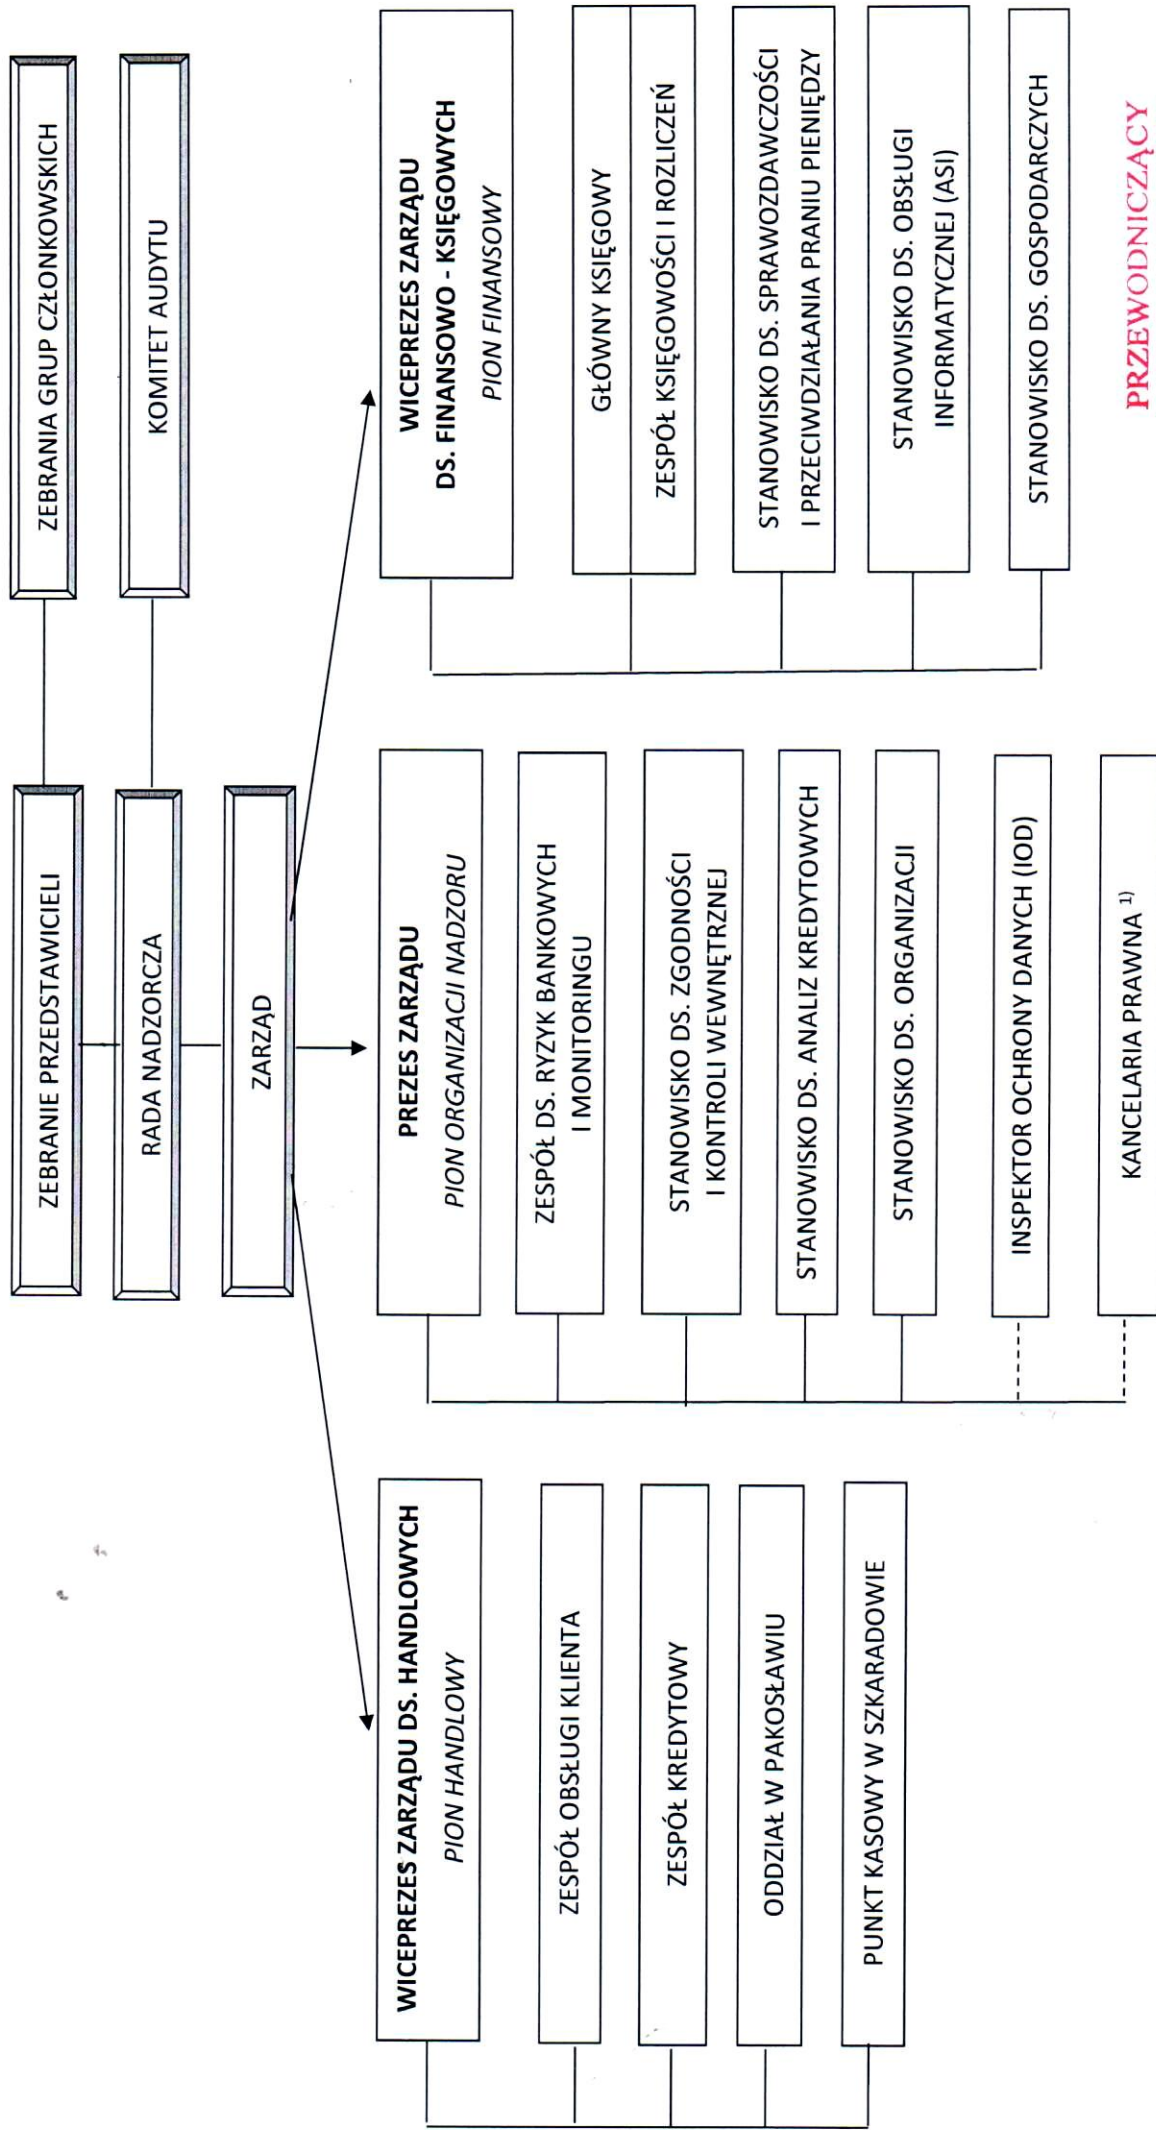 ZEBRANIE PRZEDSTAWICIELI
ZEBRANIA GRUP CZŁONKOWSKICH
RADA NADZORCZA
KOMITET AUDYTU
ZARZĄD
WICEPREZES ZARZĄDU DS. HANDLOWYCH
PION HANDLOWY
ZESPÓŁ OBSŁUGI KLIENTA
ZESPÓŁ KREDYTOWY
ODDZIAŁ W PAKOSŁAWIU
PUNKT KASOWY W SZKARADOWIE
PREZES ZARZĄDU
PION ORGANIZACJI NADZORU
ZESPÓŁ DS. RYZYK BANKOWYCH
I MONITORINGU
STANOWISKO DS. ZGODNOŚCI
I KONTROLI WEWNĘTRZNEJ
STANOWISKO DS. ANALIZ KREDYTOWYCH
STANOWISKO DS. ORGANIZACJI
INSPEKTOR OCHRONY DANYCH (IOD)
KANCELARIA PRAWNA 1)
WICEPREZES ZARZĄDU
DS. FINANSOWO - KSIĘGOWYCH
PION FINANSOWY
GŁÓWNY KSIĘGOWY
ZESPÓŁ KSIĘGOWOŚCI I ROZLICZEŃ
STANOWISKO DS. SPRAWOZDAWCZOŚCI
I PRZECIWDZIAŁANIA PRANIU PIENIĘDZY
STANOWISKO DS. OBSŁUGI
INFORMATYCZNEJ (ASI)
STANOWISKO DS. GOSPODARCZYCH
PRZEWODNICZĄCY